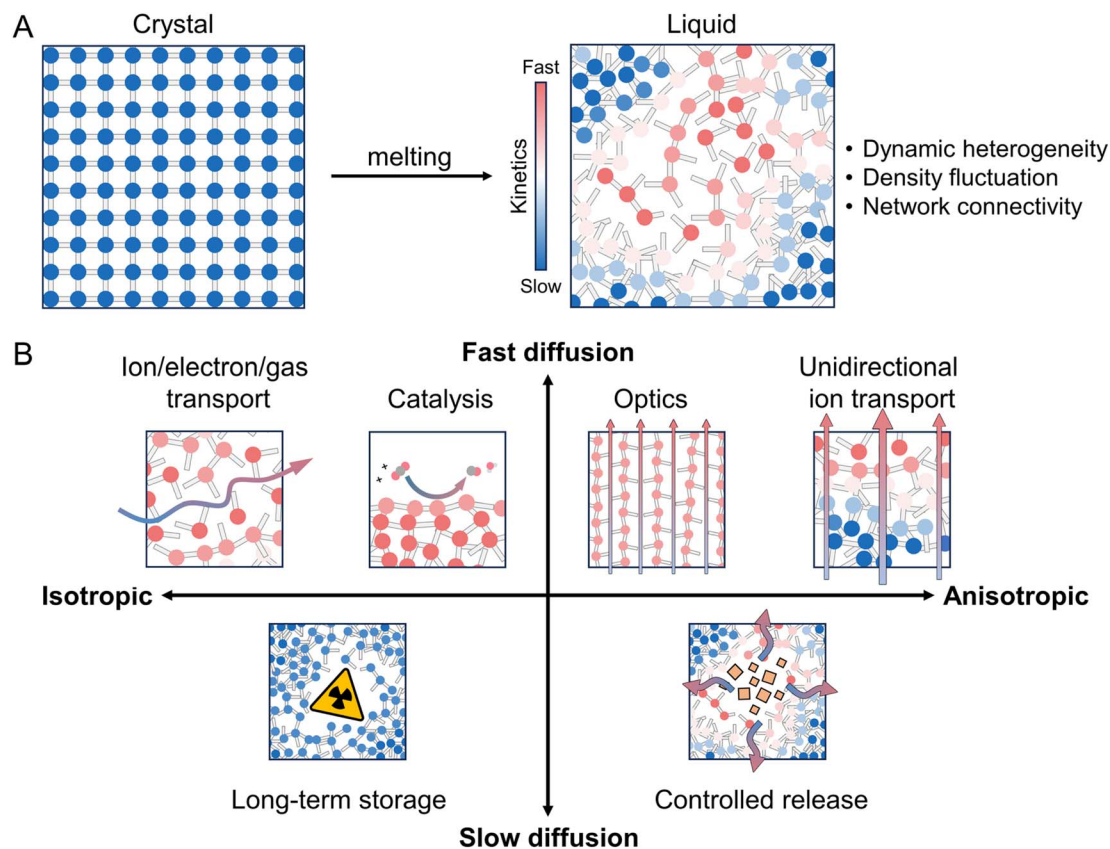 A
Crystal
melting
Liquid
Fast
Kinetics
Slow
• Dynamic heterogeneity
• Density fluctuation
• Network connectivity
B
Fast diffusion
Ion/electron/gas
transport
Catalysis
Optics
Unidirectional
ion transport
Isotropic
Anisotropic
Long-term storage
Controlled release
Slow diffusion